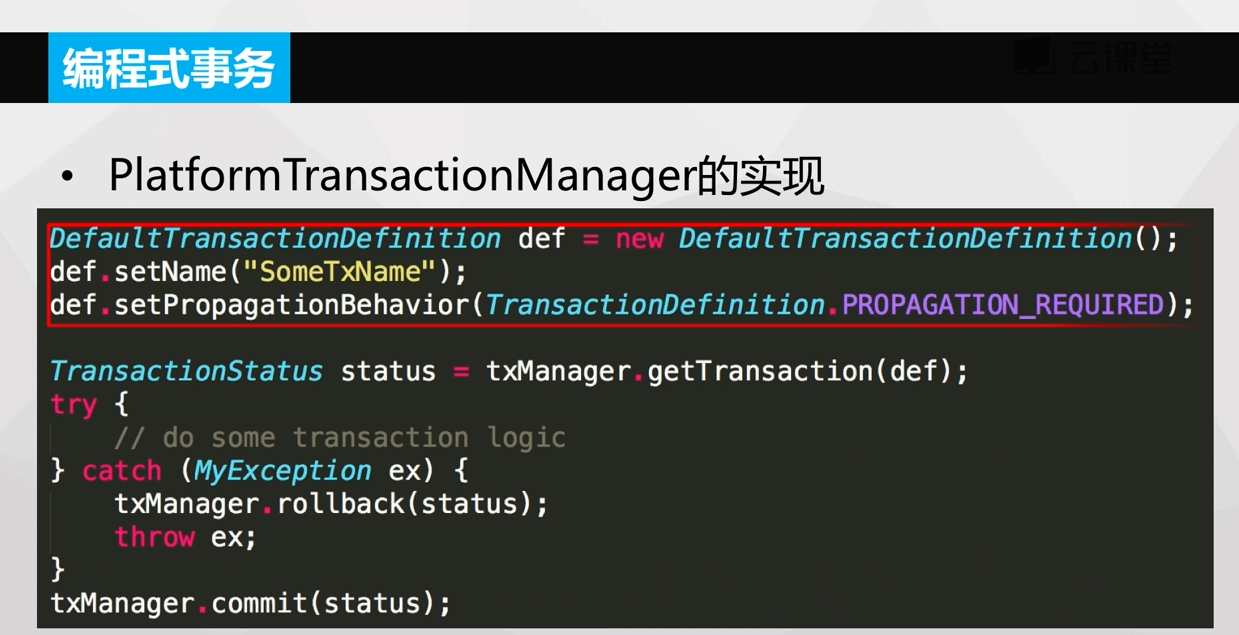 编程式事务
云课堂
• PlatformTransactionManager的实现
DefaultTransactionDefinition def = new DefaultTransactionDefinition();
def.setName("SomeTxName");
def.setPropagationBehavior(TransactionDefinition.PROPAGATION_REQUIRED);
TransactionStatus status = txManager.getTransaction(def);
try {
    // do some transaction logic
} catch (MyException ex) {
    txManager.rollback(status);
    throw ex;
}
txManager.commit(status);